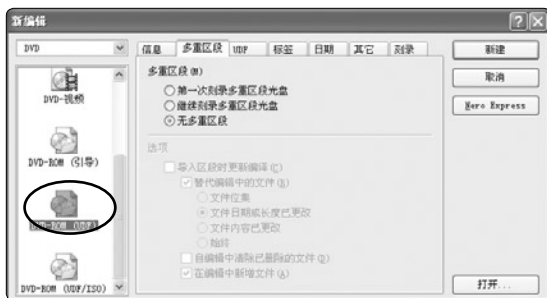 新编辑
DVD
DVD-视频
DVD-ROM (引导)
DVD-ROM (UDF)
DVD-ROM (UDF/ISO)
信息 多重区段 UDF 标签 日期 其它 刻录
多重区段(M)
第一次刻录多重区段光盘
继续刻录多重区段光盘
无多重区段
选项
导入区段时更新编译(C)
替代编辑中的文件(R)
文件位集
文件日期或长度已更改
文件内容已更改
始终
自编辑中清除已删除的文件(D)
在编辑中新增文件(A)
新建
取消
Nero Express
打开...